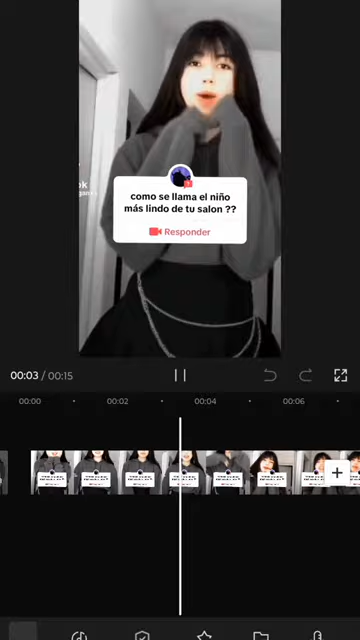 como se llama el niño
más lindo de tu salon ??
Responder
00:03 / 00:15
00:00
00:02
00:04
00:06